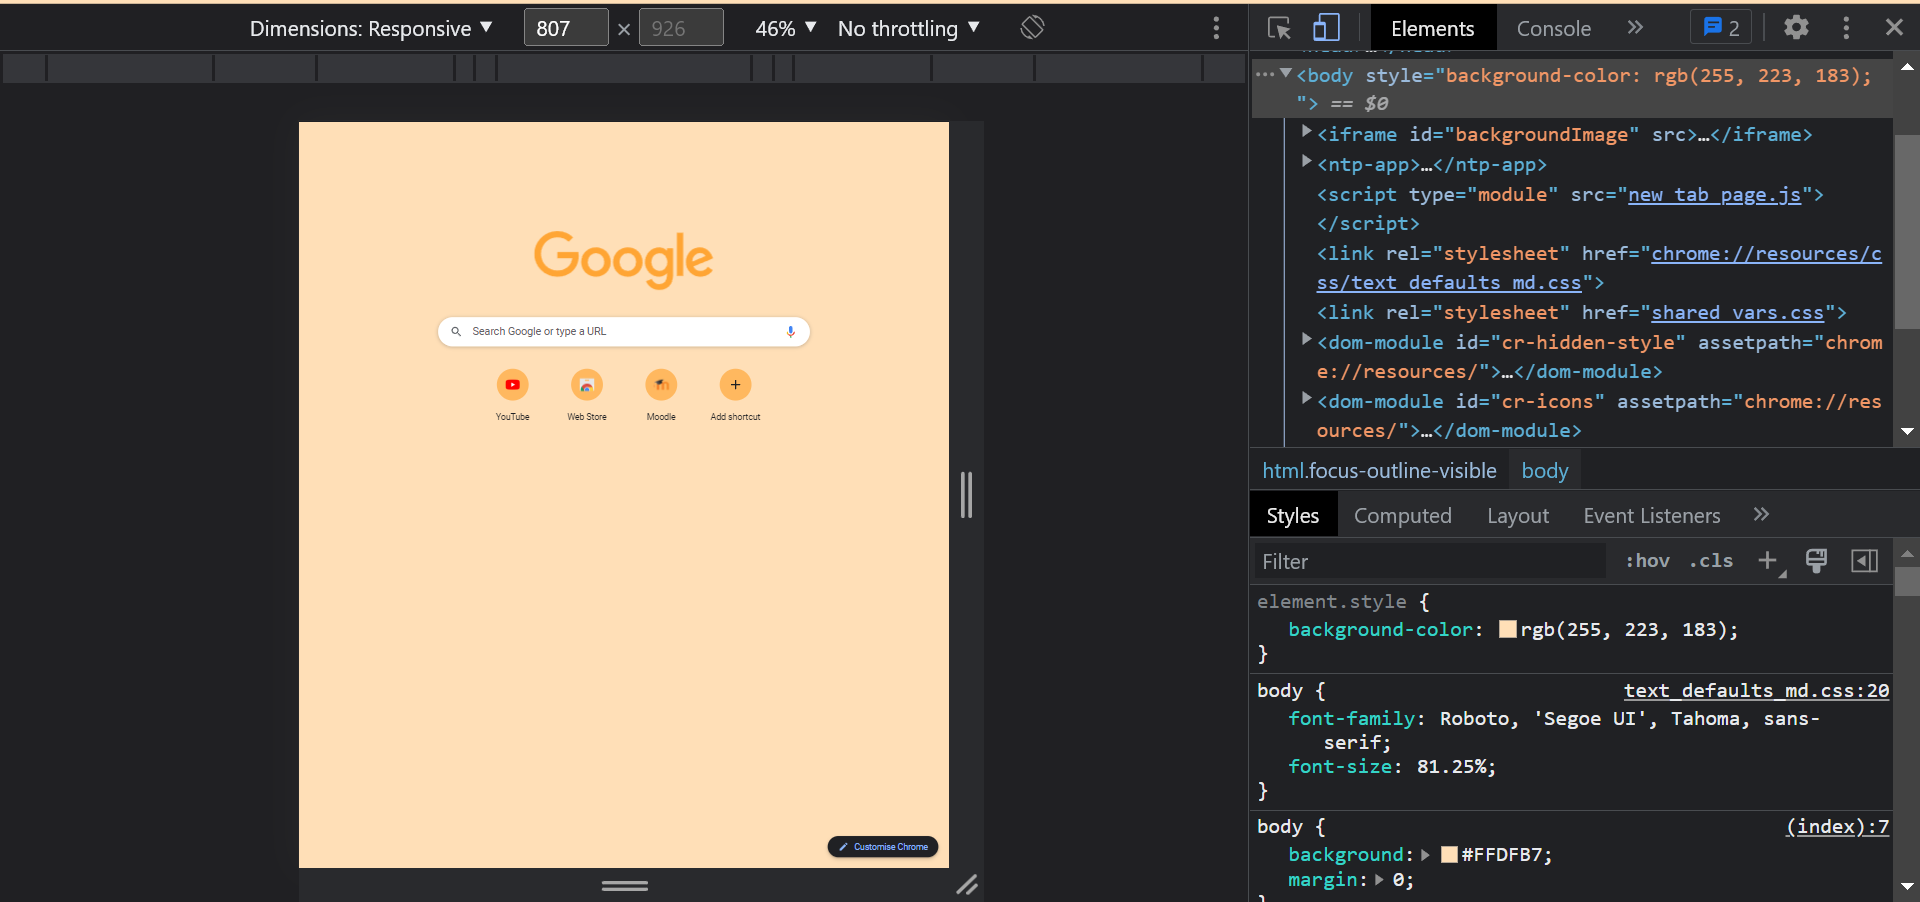 Dimensions: Responsive ▼ 807 × 926 46% ▼ No throttling ▼
Google
Search Google or type a URL
YouTube Web Store Moodle Add shortcut
Customise Chrome
Elements Console » 2
<body style="background-color: rgb(255, 223, 183);
"> == $0
<iframe id="backgroundImage" src>…</iframe>
<ntp-app>…</ntp-app>
<script type="module" src="new_tab_page.js">
</script>
<link rel="stylesheet" href="chrome://resources/c
ss/text_defaults_md.css">
<link rel="stylesheet" href="shared_vars.css">
<dom-module id="cr-hidden-style" assetpath="chrom
e://resources/">…</dom-module>
<dom-module id="cr-icons" assetpath="chrome://res
ources/">…</dom-module>
html.focus-outline-visible body
Styles Computed Layout Event Listeners »
Filter :hov .cls +
element.style {
background-color: rgb(255, 223, 183);
}
body { text_defaults_md.css:20
font-family: Roboto, 'Segoe UI', Tahoma, sans-
serif;
font-size: 81.25%;
}
body { (index):7
background: #FFDFB7;
margin: 0;